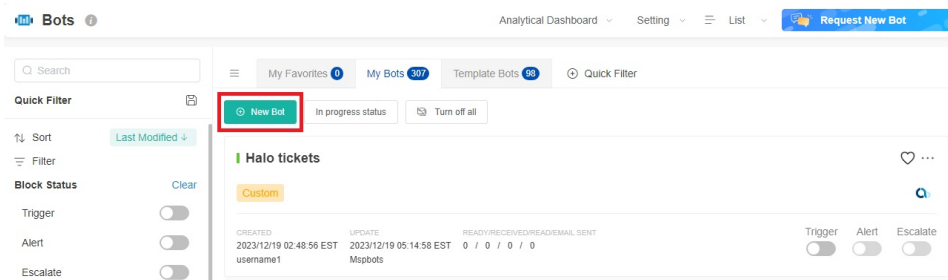 Bots
Analytical Dashboard Setting List Request New Bot
Search
My Favorites 0 My Bots 307 Template Bots 98 Quick Filter
Quick Filter
New Bot In progress status Turn off all
Sort Last Modified ↓
Filter
Block Status Clear
Trigger
Alert
Escalate
Halo tickets
Custom
CREATED UPDATE READY/RECEIVED/READ/EMAIL SENT
2023/12/19 02:48:56 EST 2023/12/19 05:14:58 EST 0 / 0 / 0 / 0
username1 Mspbots
Trigger Alert Escalate